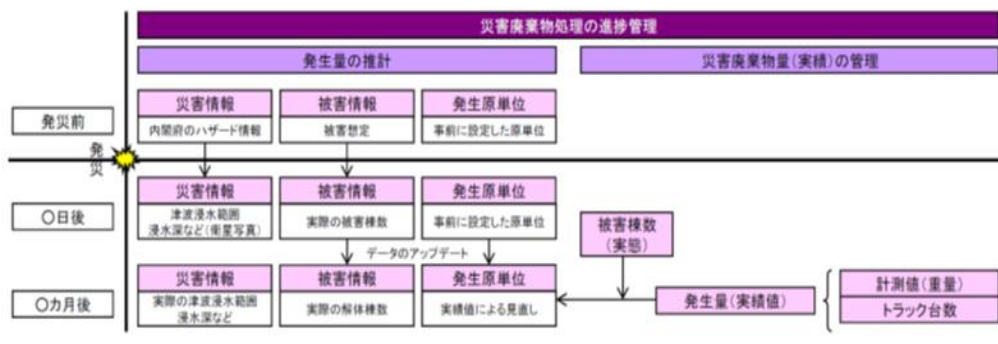 災害廃棄物処理の進捗管理
発生量の推計
災害廃棄物量(実績)の管理
発災前
災害情報
内閣府のハザード情報
被害情報
被害想定
発生原単位
事前に設定した原単位
発災
〇日後
災害情報
津波浸水範囲
浸水深など(衛星写真)
被害情報
実際の被害棟数
発生原単位
事前に設定した原単位
被害棟数
(実態)
データのアップデート
〇カ月後
災害情報
実際の津波浸水範囲
浸水深など
被害情報
実際の解体棟数
発生原単位
実績値による見直し
発生量(実績値)
計測値(重量)
トラック台数